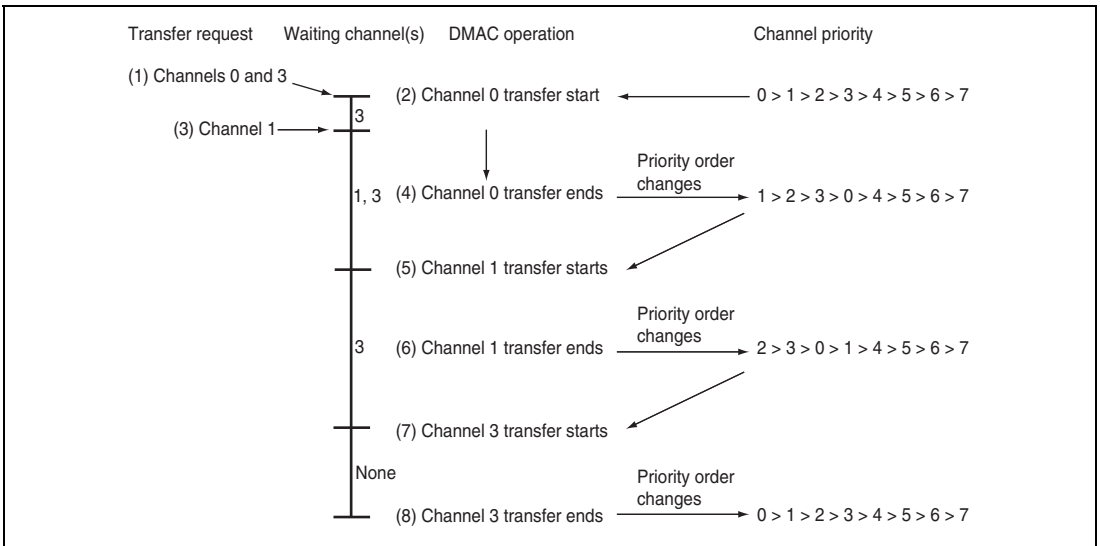 Transfer request Waiting channel(s) DMAC operation Channel priority
(1) Channels 0 and 3
(2) Channel 0 transfer start 0 > 1 > 2 > 3 > 4 > 5 > 6 > 7
3
(3) Channel 1
Priority order
changes
1, 3 (4) Channel 0 transfer ends 1 > 2 > 3 > 0 > 4 > 5 > 6 > 7
(5) Channel 1 transfer starts
Priority order
changes
3 (6) Channel 1 transfer ends 2 > 3 > 0 > 1 > 4 > 5 > 6 > 7
(7) Channel 3 transfer starts
None
Priority order
changes
(8) Channel 3 transfer ends 0 > 1 > 2 > 3 > 4 > 5 > 6 > 7